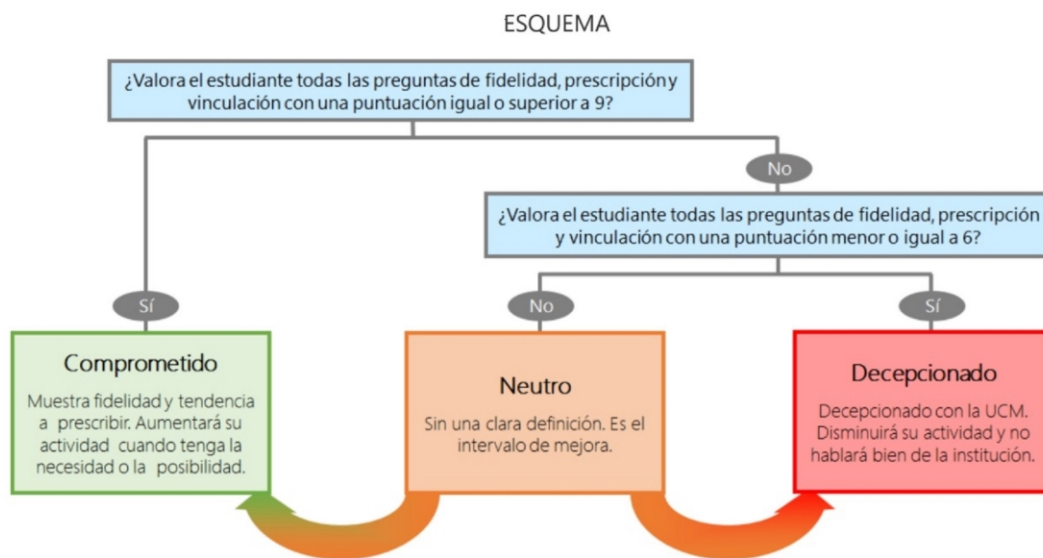 ESQUEMA
¿Valora el estudiante todas las preguntas de fidelidad, prescripción y
vinculación con una puntuación igual o superior a 9?
No
¿Valora el estudiante todas las preguntas de fidelidad, prescripción
y vinculación con una puntuación menor o igual a 6?
Sí
No
Sí
Comprometido
Muestra fidelidad y tendencia
a prescribir. Aumentará su
actividad cuando tenga la
necesidad o la posibilidad.
Neutro
Sin una clara definición. Es el
intervalo de mejora.
Decepcionado
Decepcionado con la UCM.
Disminuirá su actividad y no
hablará bien de la institución.